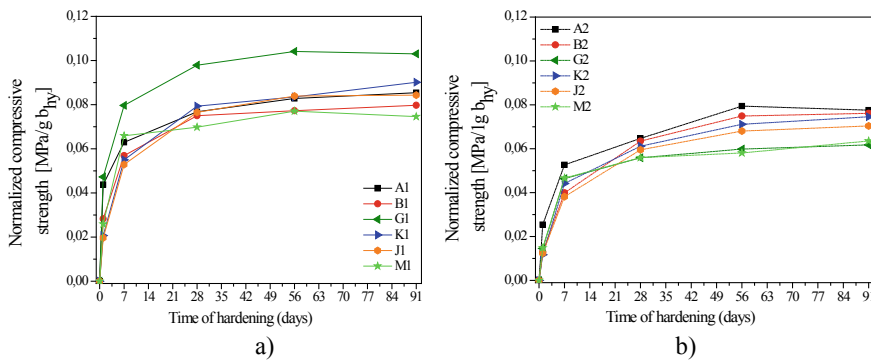 0,12
0,10
0,08
0,06
0,04
0,02
0,00
Normalized compressive
strength [MPa/g b_hy]
A1
B1
G1
K1
J1
M1
0 7 14 21 28 35 42 49 56 63 70 77 84 91
Time of hardening (days)
a)
0,12
0,10
0,08
0,06
0,04
0,02
0,00
Normalized compressive
strength [MPa/1g b_hy]
A2
B2
G2
K2
J2
M2
0 7 14 21 28 35 42 49 56 63 70 77 84 91
Time of hardening (days)
b)